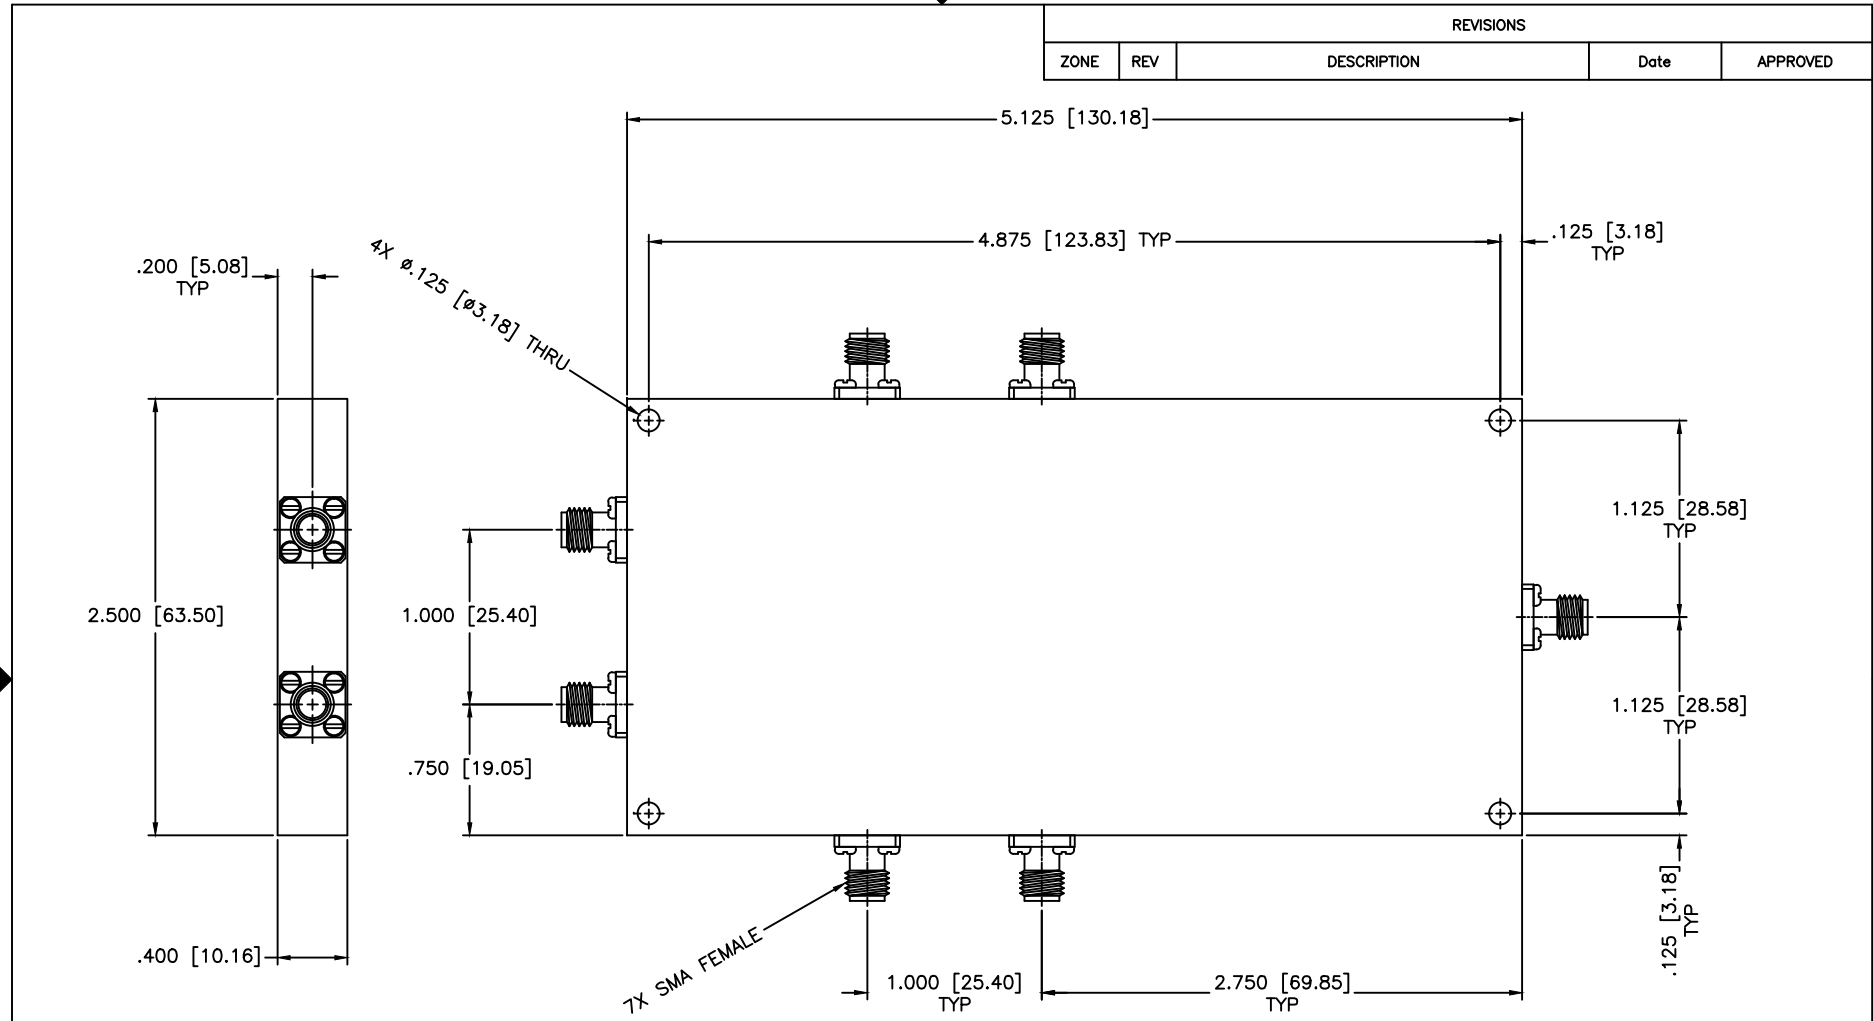 REVISIONS
ZONE REV DESCRIPTION Date APPROVED
5.125 [130.18]
4.875 [123.83] TYP
.125 [3.18]
TYP
.200 [5.08]
TYP
4X ø.125 [ø3.18] THRU
1.125 [28.58]
TYP
2.500 [63.50]
1.000 [25.40]
1.125 [28.58]
TYP
.750 [19.05]
.125 [3.18]
TYP
.400 [10.16]
7X SMA FEMALE
1.000 [25.40]
TYP
2.750 [69.85]
TYP